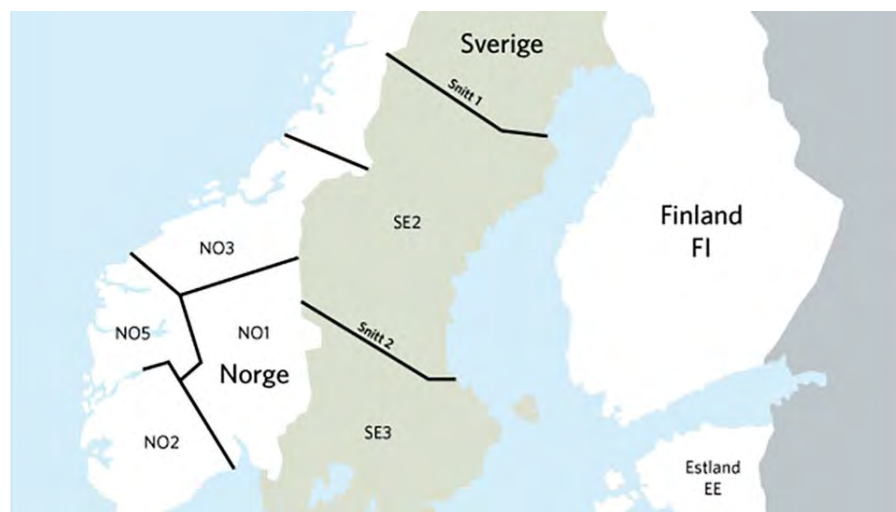 Sverige
Snitt 1
SE2
Finland
FI
NO3
NO5
NO1
Snitt 2
Norge
NO2
SE3
Estland
EE